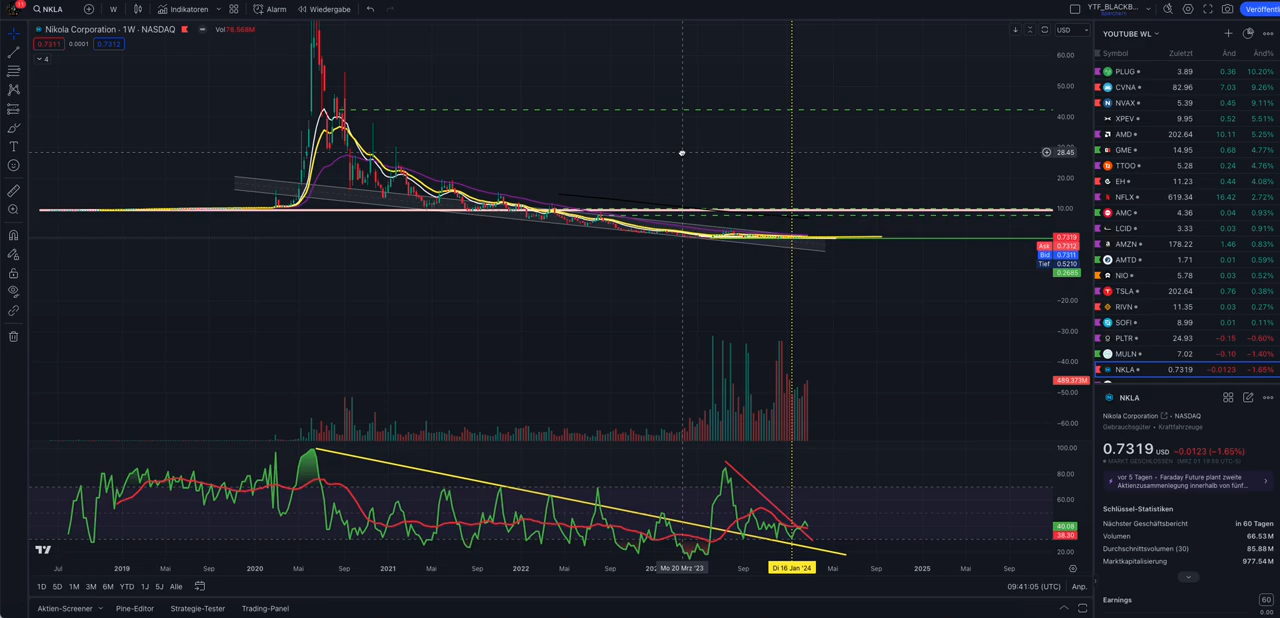 11
NKLA
W
Indikatoren
Alarm
Wiedergabe
YTF_BLACKB...
Speichern
Veröffentli
Nikola Corporation · 1W · NASDAQ
Vol 76.568M
0.7311
0.0001
0.7312
4
USD
60.00
50.00
40.00
28.45
20.00
10.00
0.7319
Ask 0.7312
Bid 0.7311
Tief 0.5210
0.2685
−20.00
−30.00
−40.00
489.373M
−50.00
−60.00
100.00
80.00
60.00
40.08
38.30
20.00
Jul
2019
Mai
Sep
2020
Mai
Sep
2021
Mai
Sep
2022
Mai
Sep
202
Mo 20 Mrz '23
Sep
Di 16 Jan '24
Mai
Sep
2025
Mai
Sep
1D
5D
1M
3M
6M
YTD
1J
5J
Alle
09:41:05 (UTC)
Anp.
Aktien-Screener
Pine-Editor
Strategie-Tester
Trading-Panel
YOUTUBE WL
Symbol Zuletzt Änd Änd%
PLUG 3.89 0.36 10.20%
CVNA 82.96 7.03 9.26%
NVAX 5.39 0.45 9.11%
XPEV 9.95 0.52 5.51%
AMD 202.64 10.11 5.25%
GME 14.95 0.68 4.77%
TTOO 5.28 0.24 4.76%
EH 11.23 0.44 4.08%
NFLX 619.34 16.42 2.72%
AMC 4.36 0.04 0.93%
LCID 3.33 0.03 0.91%
AMZN 178.22 1.46 0.83%
AMTD 1.71 0.01 0.59%
NIO 5.78 0.03 0.52%
TSLA 202.64 0.76 0.38%
RIVN 11.35 0.03 0.27%
SOFI 8.99 0.01 0.11%
PLTR 24.93 −0.15 −0.60%
MULN 7.02 −0.10 −1.40%
NKLA 0.7319 −0.0123 −1.65%
NKLA
Nikola Corporation · NASDAQ
Gebrauchsgüter • Kraftfahrzeuge
0.7319 USD −0.0123 (−1.65%)
MARKT GESCHLOSSEN (MRZ 01 19:59 UTC-5)
vor 5 Tagen - Faraday Future plant zweite
Aktienzusammenlegung innerhalb von fünf...
Schlüssel-Statistiken
Nächster Geschäftsbericht in 60 Tagen
Volumen 66.53M
Durchschnittsvolumen (30) 85.88M
Marktkapitalisierung 977.54M
Earnings
60
0.00